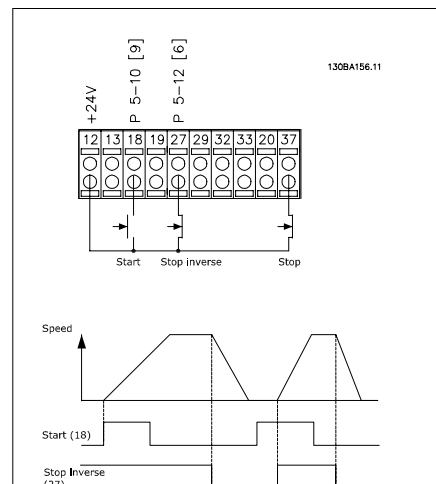 130BA156.11
+24V
P 5-10 [9]
P 5-12 [6]
12 13 18 19 27 29 32 33 20 37
Start Stop inverse Stop
Speed
Start (18)
Stop Inverse
(27)